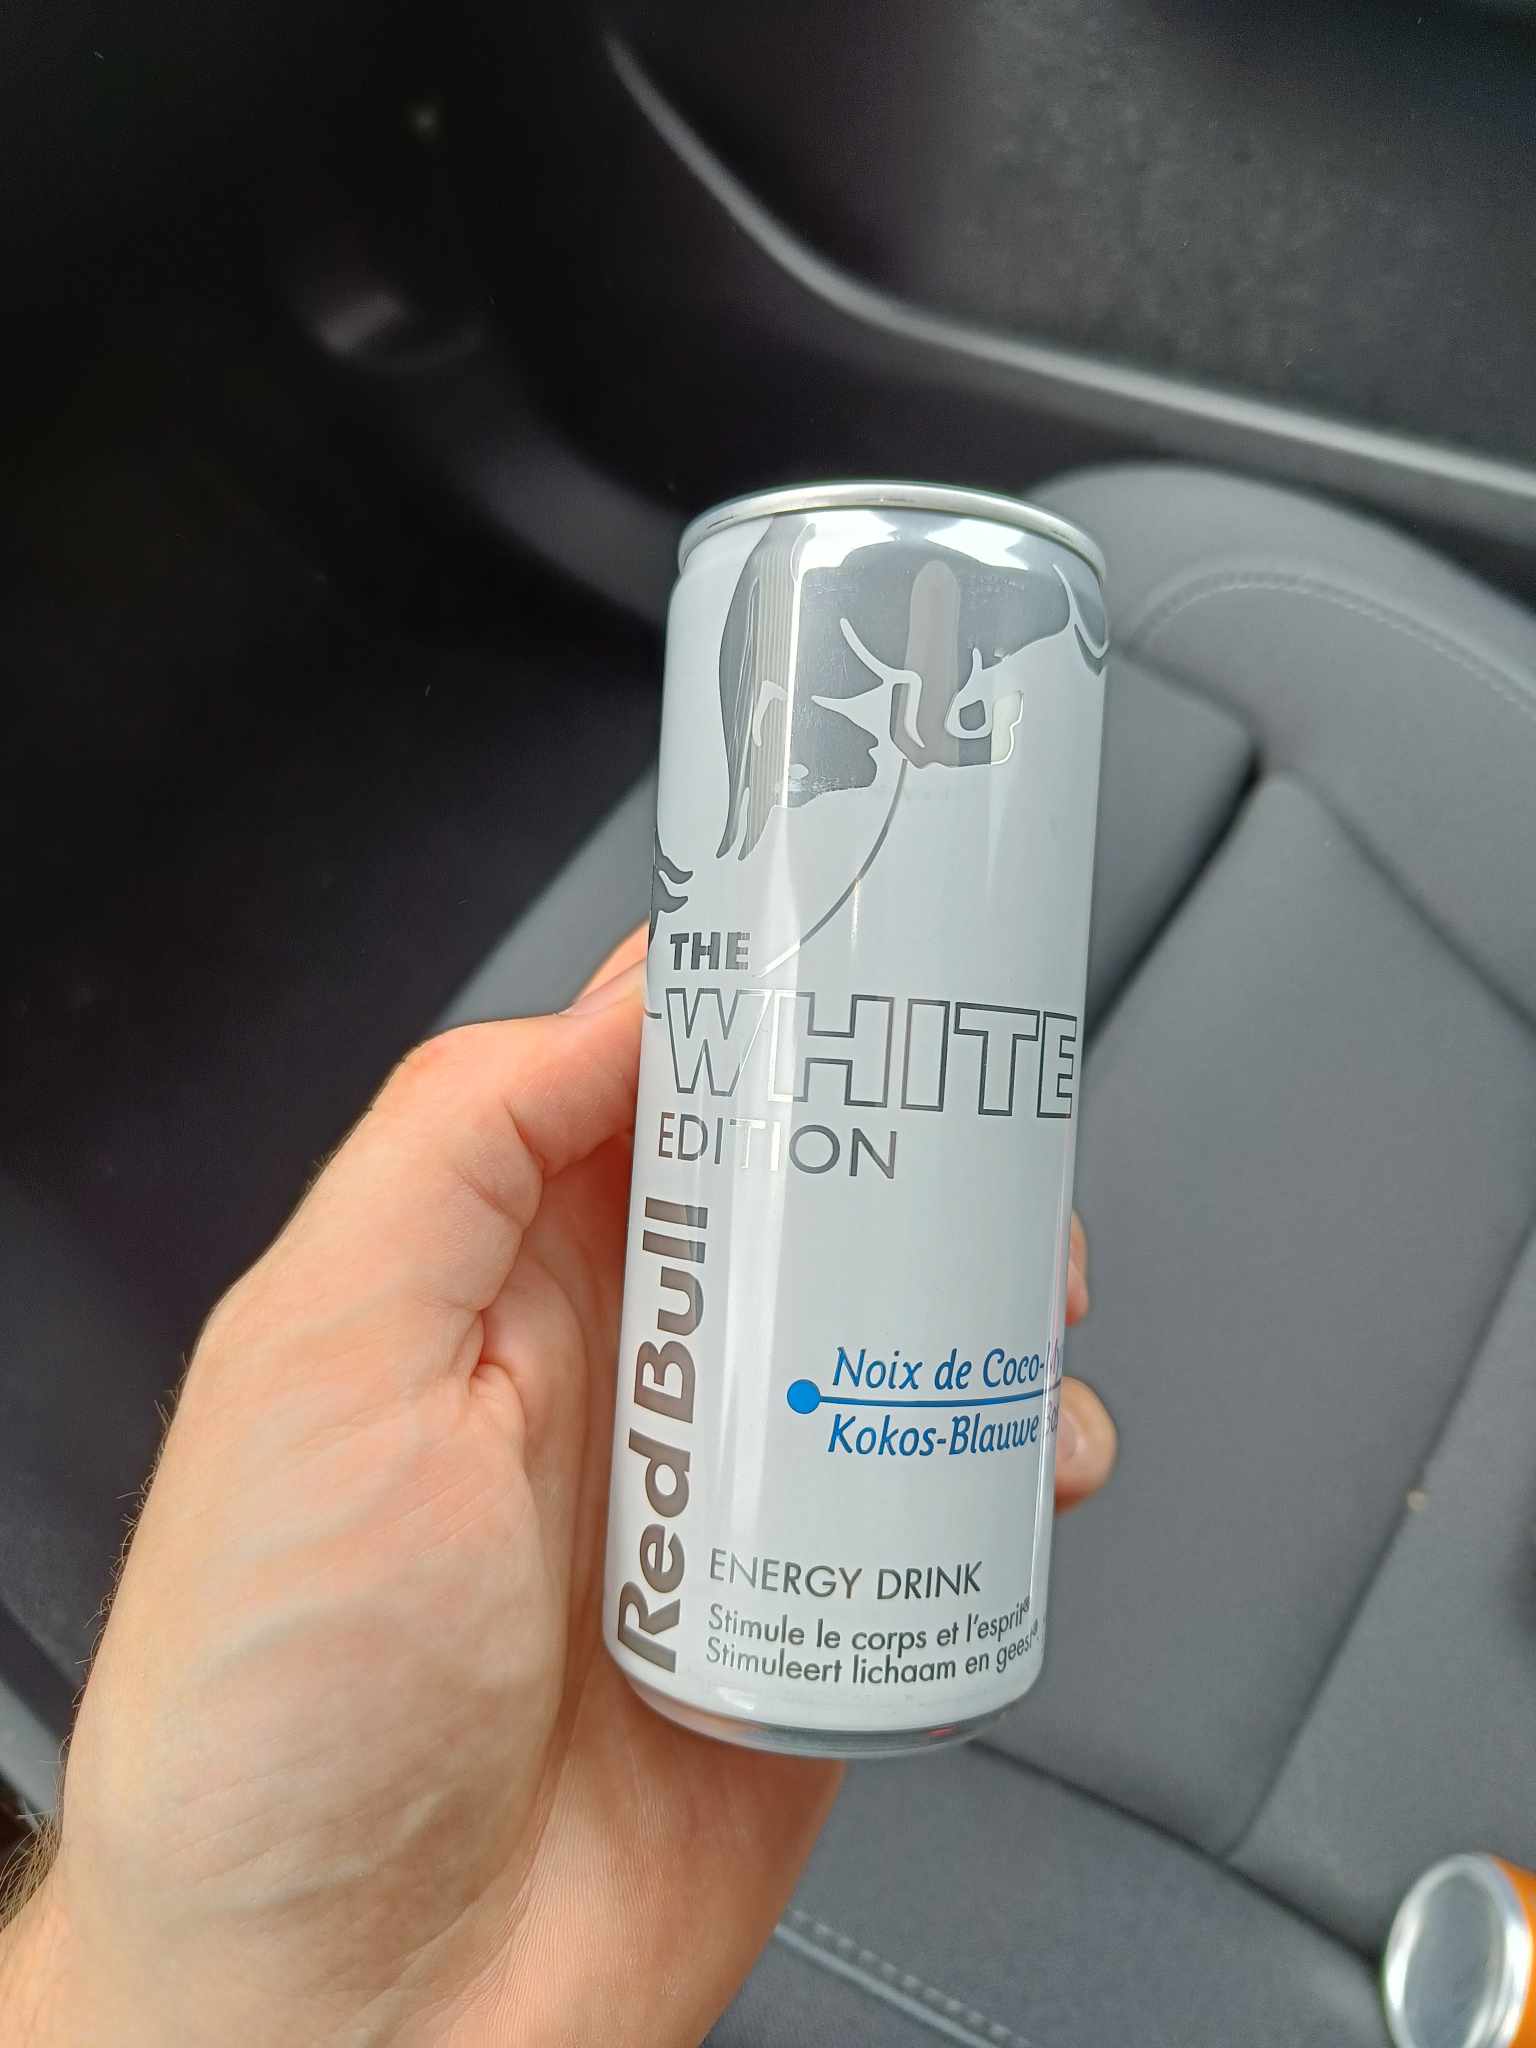 THE
WHITE
EDITION
Red Bull
Noix de Coco-
Kokos-Blauwe
ENERGY DRINK
Stimule le corps et l'esprit®
Stimuleert lichaam en geest®.